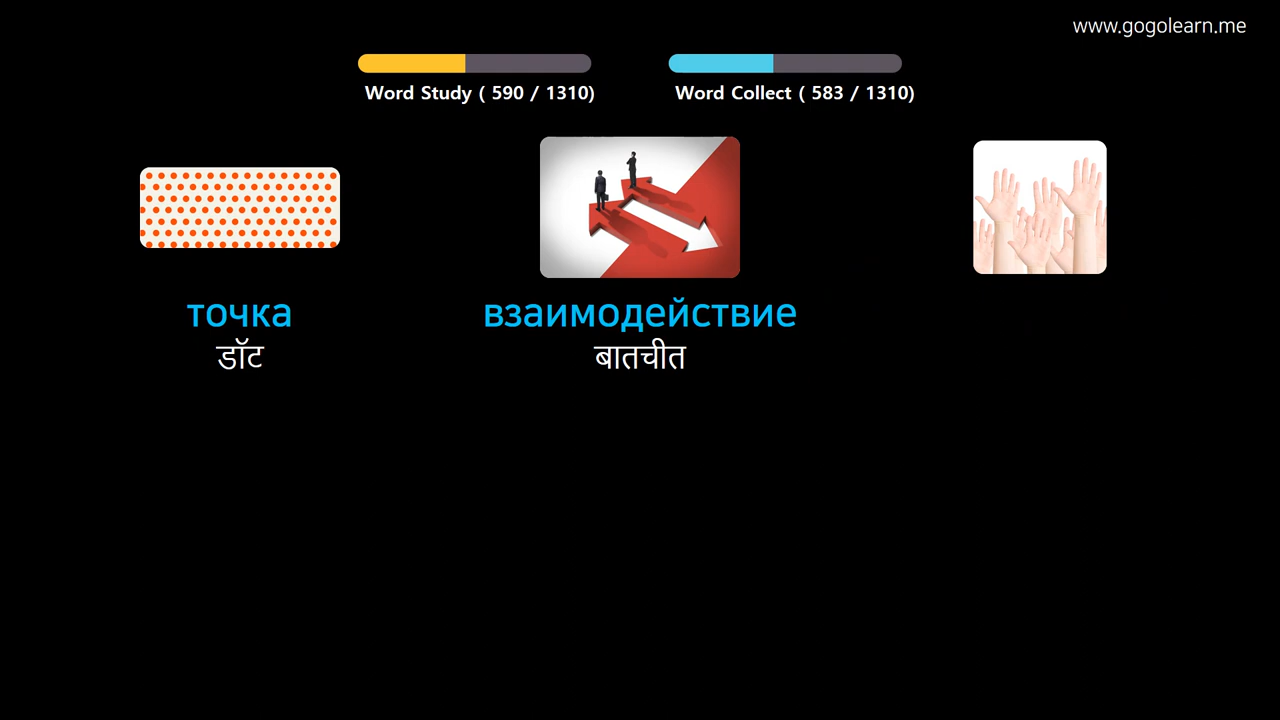 www.gogolearn.me
Word Study ( 590 / 1310)
Word Collect ( 583 / 1310)
точка
взаимодействие
डॉट
बातचीत